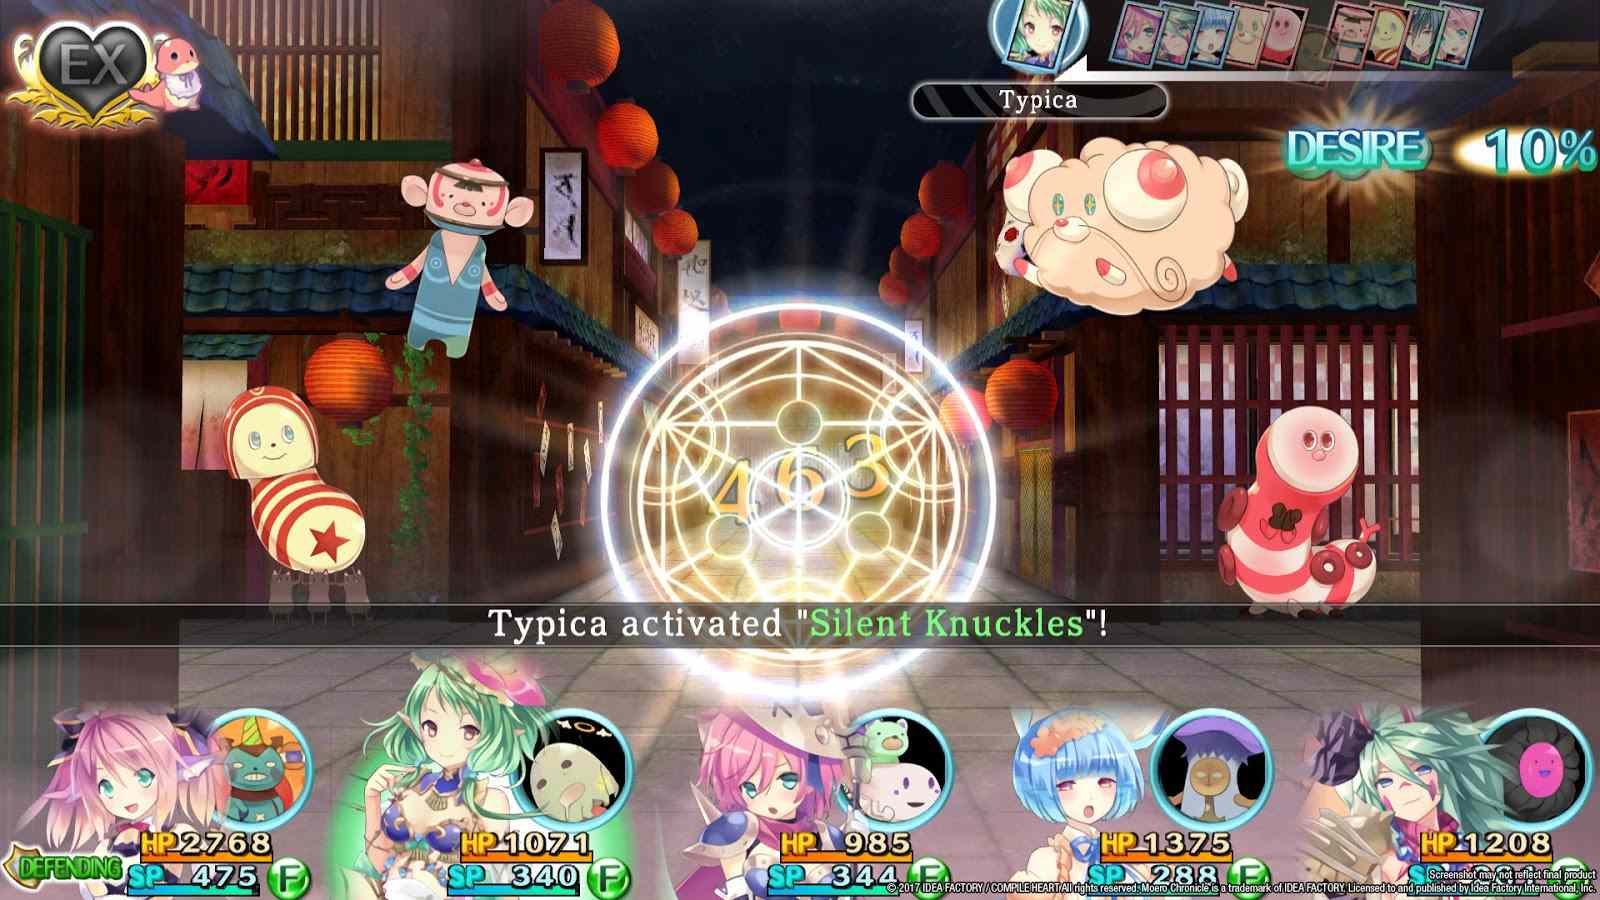 EX
Typica
DESIRE 10%
463
Typica activated "Silent Knuckles"!
HP 2768
DEFENDING SP 475 F
HP 1071
SP 340 F
HP 985
SP 344 F
HP 1375
SP 288 F
HP 1208
Screenshot may not reflect final product
© 2017 IDEA FACTORY / COMPILE HEART All rights reserved. Moero Chronicle is a trademark of IDEA FACTORY. Licensed to and published by Idea Factory International, Inc.